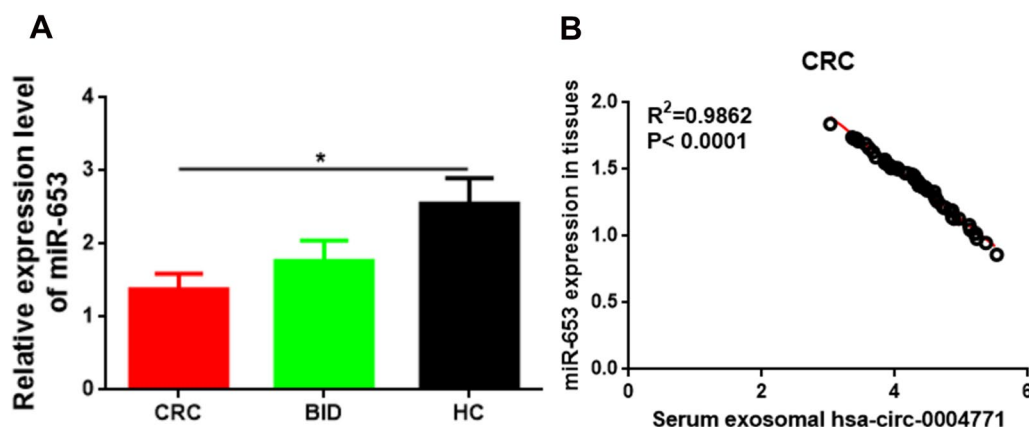 A
Relative expression level
of miR-653
4
3
2
1
0
*
CRC
BID
HC
B
CRC
miR-653 expression in tissues
2.0
1.5
1.0
0.5
0.0
R²=0.9862
P< 0.0001
0
2
4
6
Serum exosomal hsa-circ-0004771